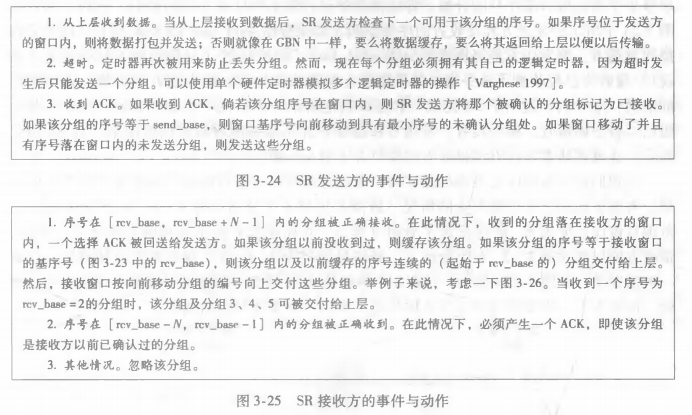 1. 从上层收到数据。当从上层接收到数据后，SR 发送方检查下一个可用于该分组的序号。如果序号位于发送方
的窗口内，则将数据打包并发送；否则就像在 GBN 中一样，要么将数据缓存，要么将其返回给上层以便以后传输。
2. 超时。定时器再次被用来防止丢失分组。然而，现在每个分组必须拥有其自己的逻辑定时器，因为超时发
生后只能发送一个分组。可以使用单个硬件定时器模拟多个逻辑定时器的操作［Varghese 1997］。
3. 收到 ACK。如果收到 ACK，倘若该分组序号在窗口内，则 SR 发送方将那个被确认的分组标记为已接收。
如果该分组的序号等于 send_base，则窗口基序号向前移动到具有最小序号的未确认分组处。如果窗口移动了并且
有序号落在窗口内的未发送分组，则发送这些分组。
图 3-24 SR 发送方的事件与动作
1. 序号在［rcv_base，rcv_base + N - 1］内的分组被正确接收。在此情况下，收到的分组落在接收方的窗口
内，一个选择 ACK 被回送给发送方。如果该分组以前没收到过，则缓存该分组。如果该分组的序号等于接收窗口
的基序号（图 3-23 中的 rcv_base），则该分组以及以前缓存的序号连续的（起始于 rcv_base 的）分组交付给上层。
然后，接收窗口按向前移动分组的编号向上交付这些分组。举例子来说，考虑一下图 3-26。当收到一个序号为
rcv_base = 2的分组时，该分组及分组 3、4、5 可被交付给上层。
2. 序号在［rcv_base - N，rcv_base - 1］内的分组被正确收到。在此情况下，必须产生一个 ACK，即使该分组
是接收方以前已确认过的分组。
3. 其他情况。忽略该分组。
图 3-25 SR 接收方的事件与动作